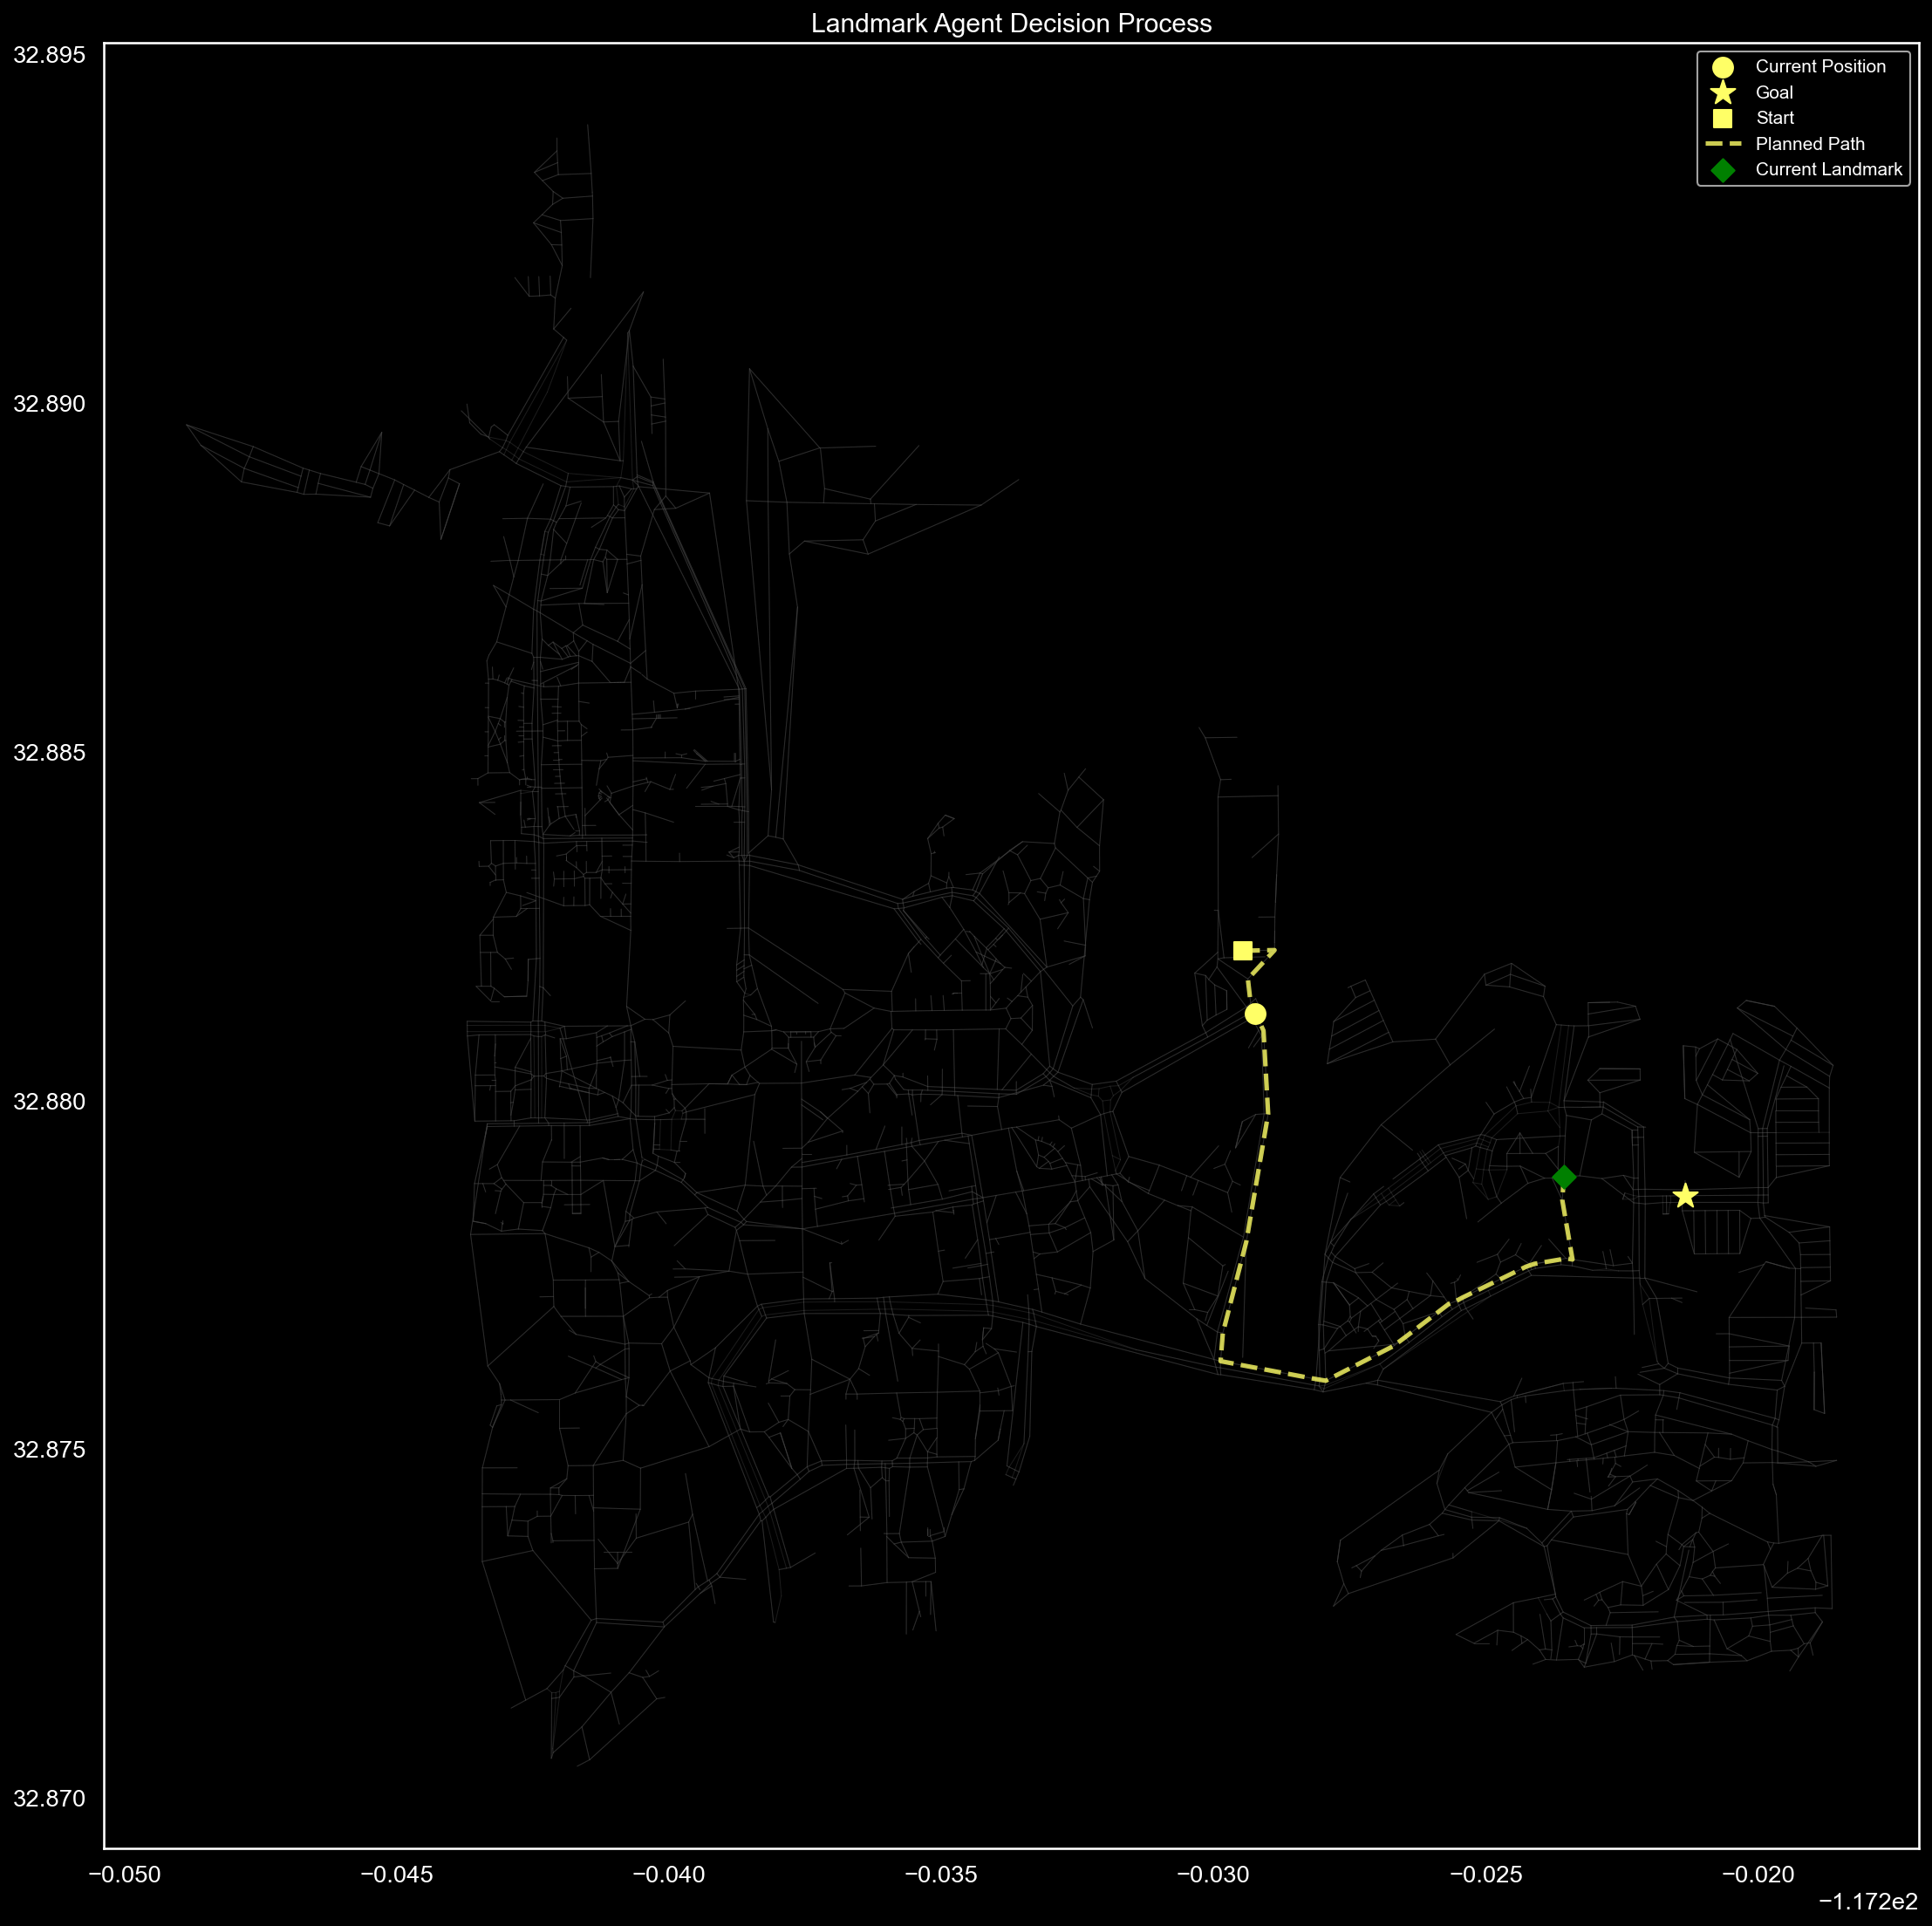 Landmark Agent Decision Process
Current Position
Goal
Start
Planned Path
Current Landmark
32.895
32.890
32.885
32.880
32.875
32.870
−0.050 −0.045 −0.040 −0.035 −0.030 −0.025 −0.020
−1.172e2